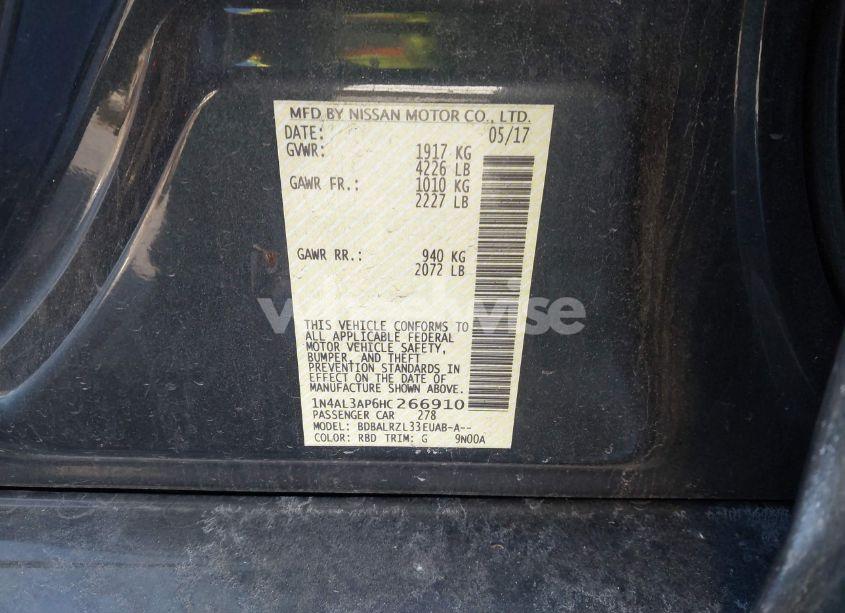 MFD BY NISSAN MOTOR CO., LTD.
DATE: 05/17
GVWR: 1917 KG
4226 LB
GAWR FR.: 1010 KG
2227 LB
GAWR RR.: 940 KG
2072 LB
THIS VEHICLE CONFORMS TO
ALL APPLICABLE FEDERAL
MOTOR VEHICLE SAFETY,
BUMPER, AND THEFT
PREVENTION STANDARDS IN
EFFECT ON THE DATE OF
MANUFACTURE SHOWN ABOVE.
1N4AL3AP6HC266910
PASSENGER CAR 278
MODEL: BDBALRZL33EUAB-A--
COLOR: RBD TRIM: G 9N00A